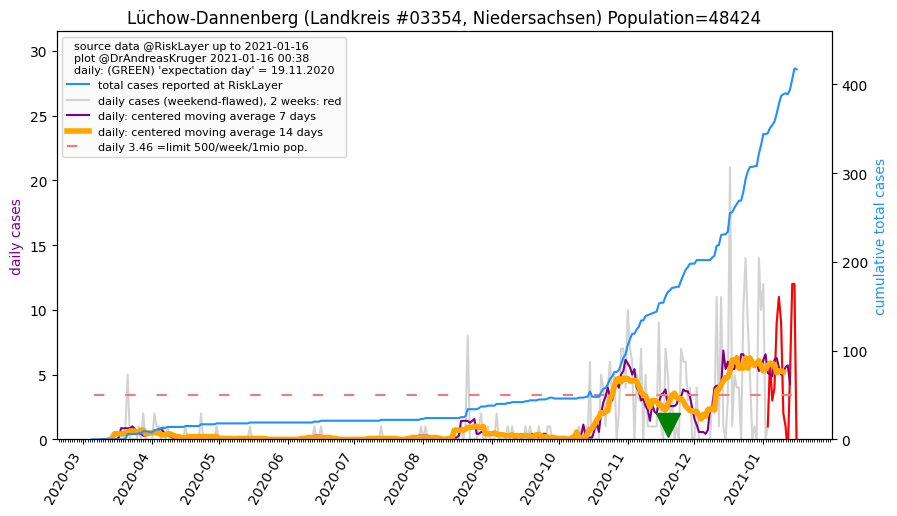 Lüchow-Dannenberg (Landkreis #03354, Niedersachsen) Population=48424
source data @RiskLayer up to 2021-01-16
plot @DrAndreasKruger 2021-01-16 00:38
daily: (GREEN) 'expectation day' = 19.11.2020
total cases reported at RiskLayer
daily cases (weekend-flawed), 2 weeks: red
daily: centered moving average 7 days
daily: centered moving average 14 days
daily 3.46 =limit 500/week/1mio pop.
daily cases
30
25
20
15
10
5
0
cumulative total cases
400
300
200
100
0
2020-03
2020-04
2020-05
2020-06
2020-07
2020-08
2020-09
2020-10
2020-11
2020-12
2021-01